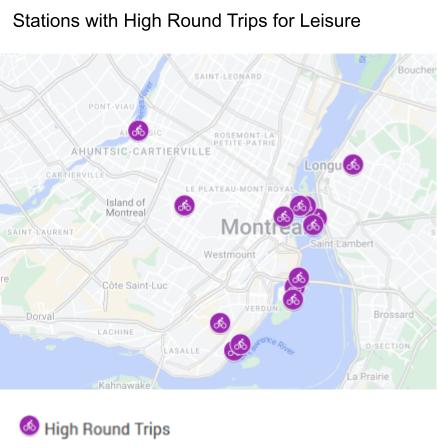 Stations with High Round Trips for Leisure
SAINT-LEONARD
Boucher
PONT-VIAU
AHUNTSIC-CARTIERVILLE
ROSEMONT-LA
PETITE-PATRIE
CARTIERVILLE
Longu
LE PLATEAU-MONT-ROYAL
Island of
Montreal
SAINT-LAURENT
Montréa
Saint-Lambert
Westmount
Côte Saint-Luc
VERDUN
Brossard
Dorval
LACHINE
LASALLE
O-SECTION
La Prairie
Kahnawake
High Round Trips